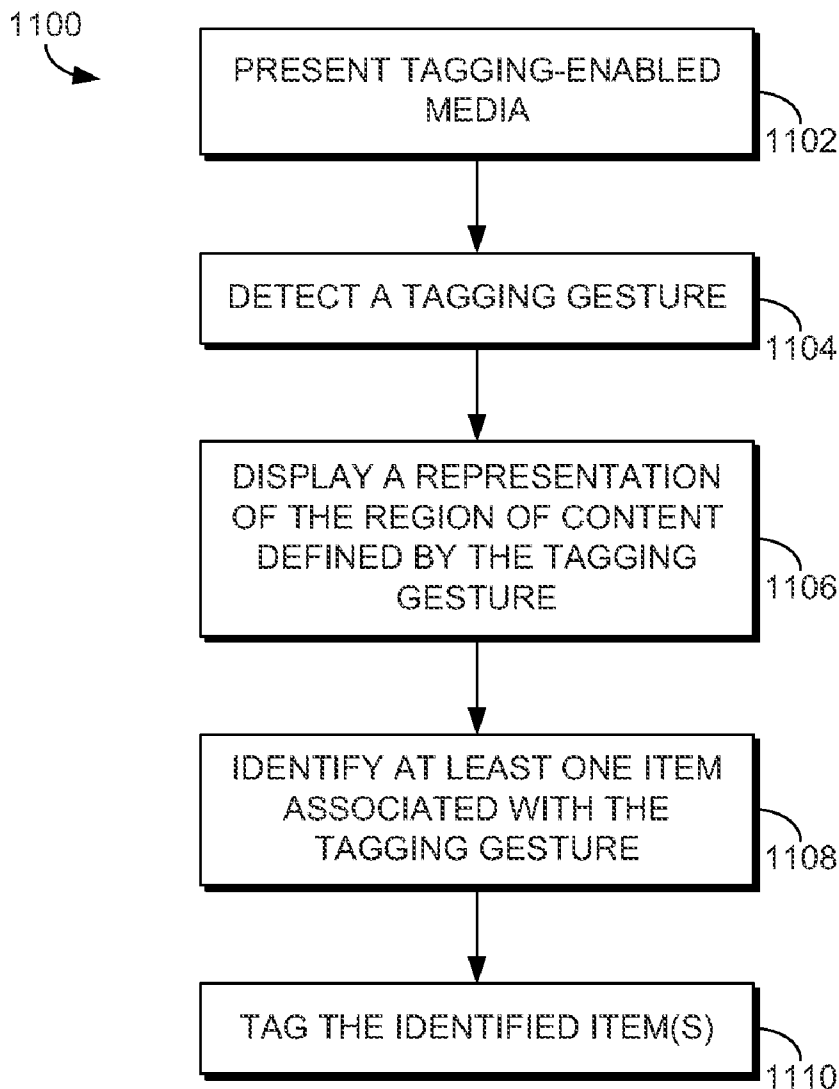 1100
PRESENT TAGGING-ENABLED
MEDIA
1102
DETECT A TAGGING GESTURE
1104
DISPLAY A REPRESENTATION
OF THE REGION OF CONTENT
DEFINED BY THE TAGGING
GESTURE
1106
IDENTIFY AT LEAST ONE ITEM
ASSOCIATED WITH THE
TAGGING GESTURE
1108
TAG THE IDENTIFIED ITEM(S)
1110